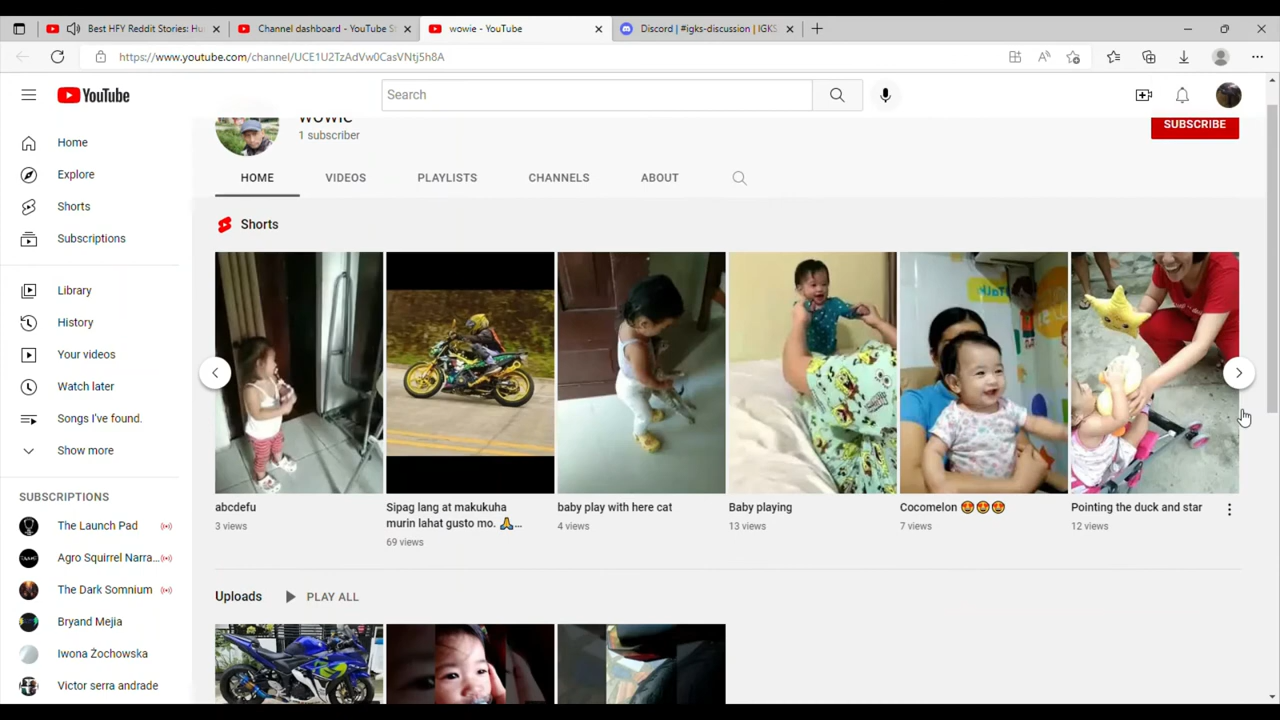 Best HFY Reddit Stories: Hu
Channel dashboard - YouTube S
wowie - YouTube
Discord | #igks-discussion | IGKS
https://www.youtube.com/channel/UCE1U2TzAdVw0CasVNtj5h8A
YouTube
Search
wowie
1 subscriber
SUBSCRIBE
HOME
VIDEOS
PLAYLISTS
CHANNELS
ABOUT
Home
Explore
Shorts
Subscriptions
Library
History
Your videos
Watch later
Songs I've found.
Show more
SUBSCRIPTIONS
The Launch Pad
Agro Squirrel Narra...
The Dark Somnium
Bryand Mejia
Iwona Żochowska
Victor serra andrade
Shorts
abcdefu
3 views
Sipag lang at makukuha
murin lahat gusto mo. 🙏...
69 views
baby play with here cat
4 views
Baby playing
13 views
Cocomelon 😍😍😍
7 views
Pointing the duck and star
12 views
Uploads
PLAY ALL